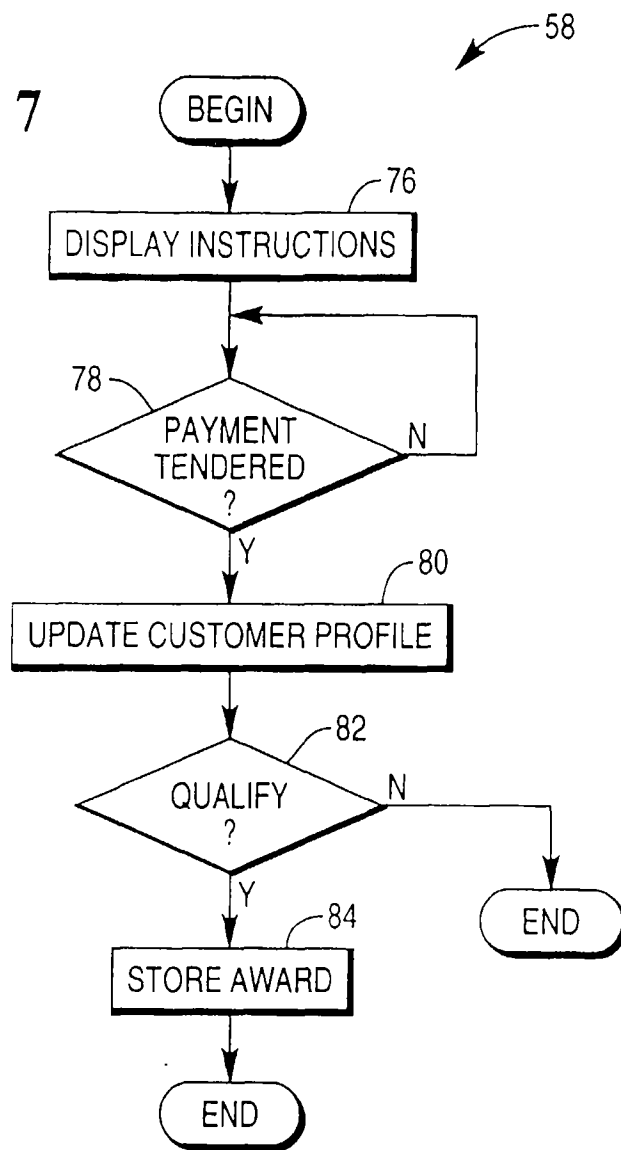 58
7
BEGIN
76
DISPLAY INSTRUCTIONS
78
PAYMENT
TENDERED
?
N
Y
80
UPDATE CUSTOMER PROFILE
82
QUALIFY
?
N
Y
84
STORE AWARD
END
END